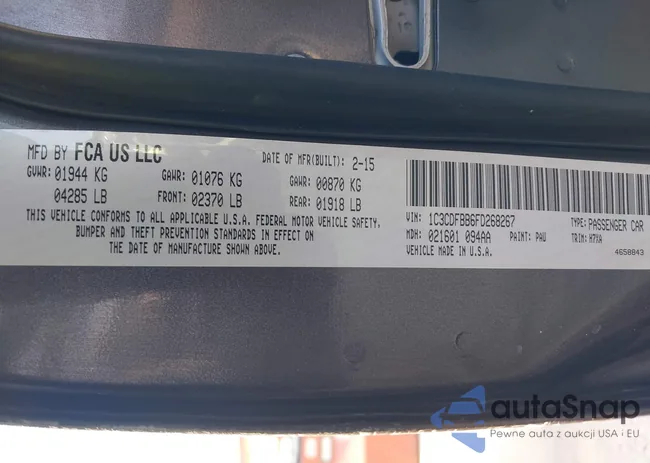 MFD BY FCA US LLC
DATE OF MFR(BUILT): 2-15
GVWR: 01944 KG
GAWR: 01076 KG
GAWR: 00870 KG
04285 LB
FRONT: 02370 LB
REAR: 01918 LB
THIS VEHICLE CONFORMS TO ALL APPLICABLE U.S.A. FEDERAL MOTOR VEHICLE SAFETY,
BUMPER AND THEFT PREVENTION STANDARDS IN EFFECT ON
THE DATE OF MANUFACTURE SHOWN ABOVE.
VIN: 1C3CDFBB6FD268267
TYPE: PASSENGER CAR
MDH: 021601 094AA
PAINT: PAU
TRIM: H7XA
VEHICLE MADE IN U.S.A.
4658843
autaSnap
Pewne auta z aukcji USA i EU